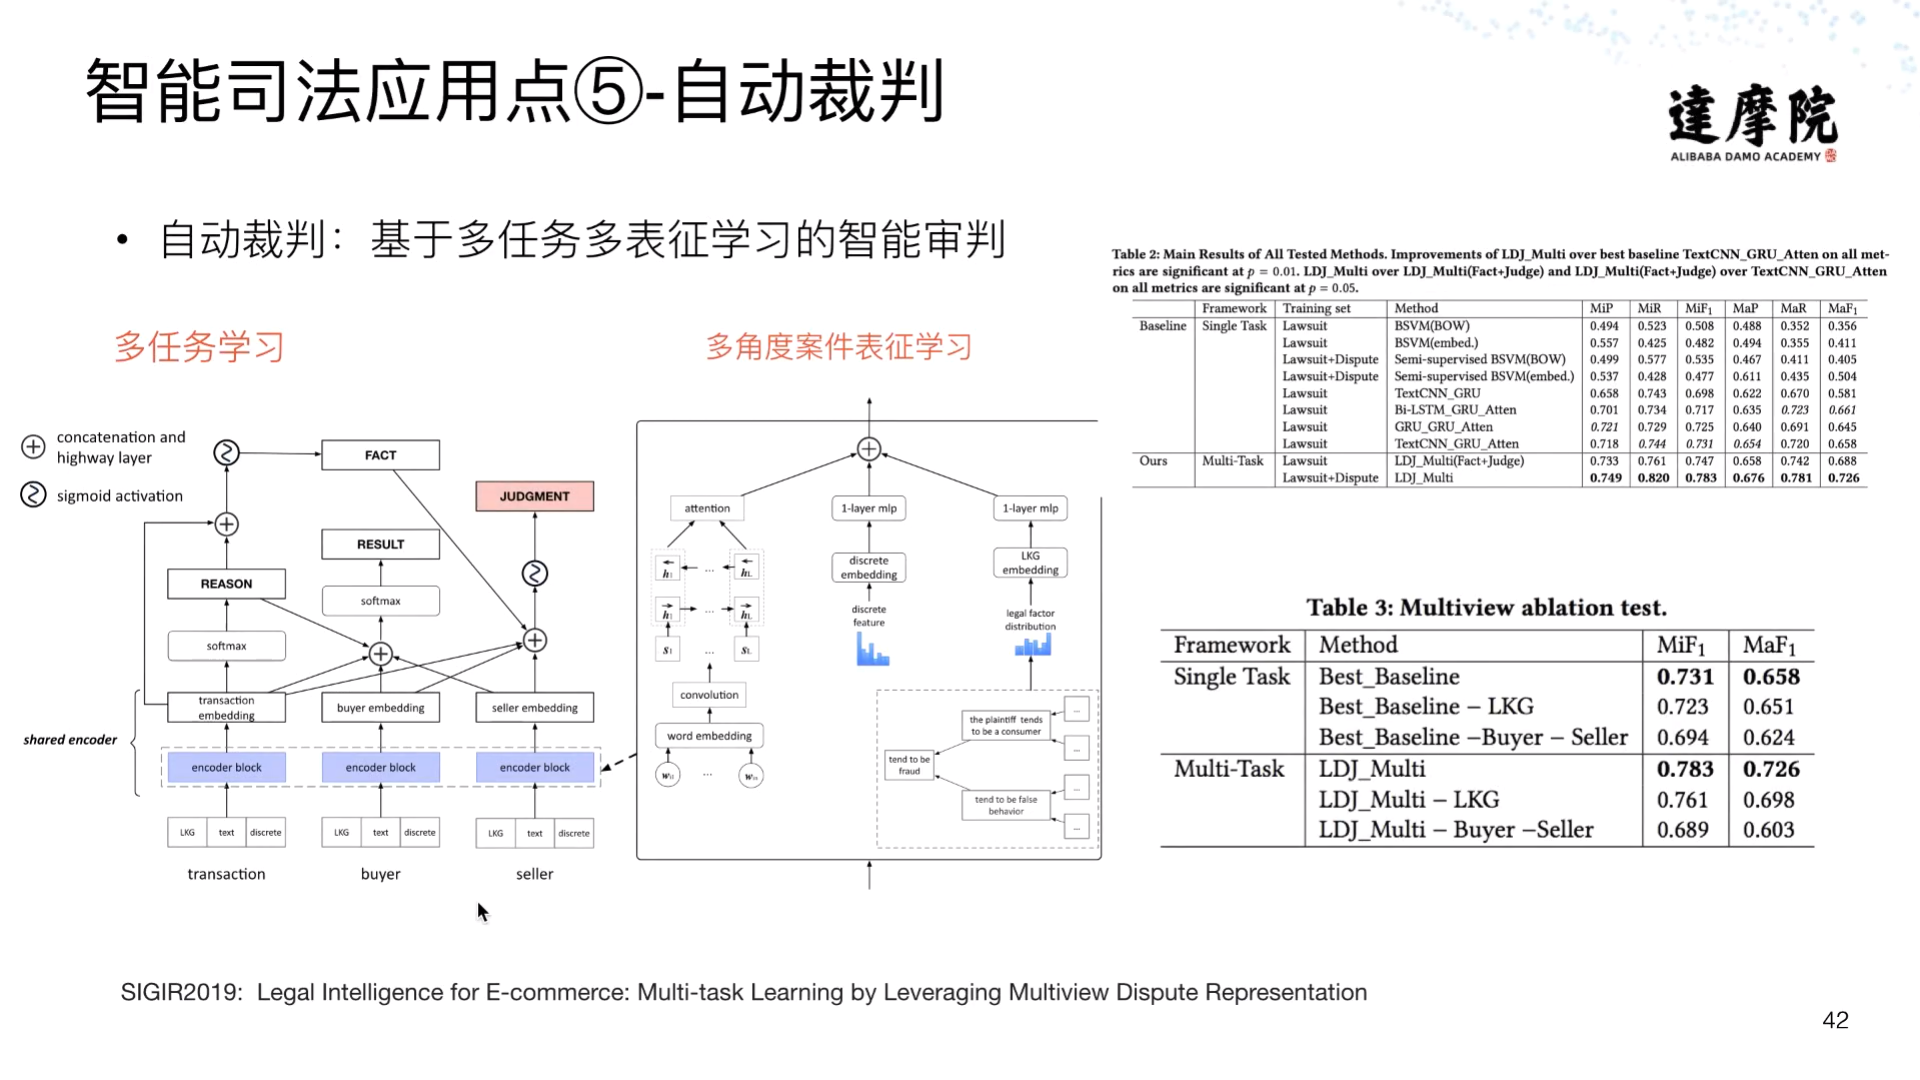 智能司法应用点⑤-自动裁判
達摩院
ALIBABA DAMO ACADEMY
• 自动裁判：基于多任务多表征学习的智能审判
多任务学习
concatenation and
highway layer
sigmoid activation
FACT
JUDGMENT
RESULT
REASON
softmax
softmax
transaction
embedding
buyer embedding
seller embedding
shared encoder
encoder block
encoder block
encoder block
LKG text discrete
LKG text discrete
LKG text discrete
transaction
buyer
seller
多角度案件表征学习
attention
1-layer mlp
1-layer mlp
h1 ... hL
discrete
embedding
LKG
embedding
h1 ... hL
discrete
feature
legal factor
distribution
s1 ... sL
convolution
word embedding
...
the plaintiff tends
to be a consumer
tend to be
fraud
tend to be false
behavior
...
...
...
...
Table 2: Main Results of All Tested Methods. Improvements of LDJ_Multi over best baseline TextCNN_GRU_Atten on all met-
rics are significant at p = 0.01. LDJ_Multi over LDJ_Multi(Fact+Judge) and LDJ_Multi(Fact+Judge) over TextCNN_GRU_Atten
on all metrics are significant at p = 0.05.
Framework Training set Method MiP MiR MiF1 MaP MaR MaF1
Baseline Single Task Lawsuit BSVM(BOW) 0.494 0.523 0.508 0.488 0.352 0.356
Lawsuit BSVM(embed.) 0.557 0.425 0.482 0.494 0.355 0.411
Lawsuit+Dispute Semi-supervised BSVM(BOW) 0.499 0.577 0.535 0.467 0.411 0.405
Lawsuit+Dispute Semi-supervised BSVM(embed.) 0.537 0.428 0.477 0.611 0.435 0.504
Lawsuit TextCNN_GRU 0.658 0.743 0.698 0.622 0.670 0.581
Lawsuit Bi-LSTM_GRU_Atten 0.701 0.734 0.717 0.635 0.723 0.661
Lawsuit GRU_GRU_Atten 0.721 0.729 0.725 0.640 0.691 0.645
Lawsuit TextCNN_GRU_Atten 0.718 0.744 0.731 0.654 0.720 0.658
Ours Multi-Task Lawsuit LDJ_Multi(Fact+Judge) 0.733 0.761 0.747 0.658 0.742 0.688
Lawsuit+Dispute LDJ_Multi 0.749 0.820 0.783 0.676 0.781 0.726
Table 3: Multiview ablation test.
Framework Method MiF1 MaF1
Single Task Best_Baseline 0.731 0.658
Best_Baseline – LKG 0.723 0.651
Best_Baseline –Buyer – Seller 0.694 0.624
Multi-Task LDJ_Multi 0.783 0.726
LDJ_Multi – LKG 0.761 0.698
LDJ_Multi – Buyer –Seller 0.689 0.603
SIGIR2019: Legal Intelligence for E-commerce: Multi-task Learning by Leveraging Multiview Dispute Representation
42